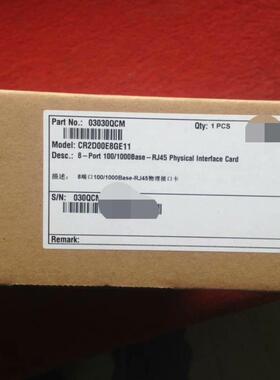 Part No.: 03030QCM
Qty: 1 PCS
Model: CR2D00E8GE11
Desc.: 8-Port 100/1000Base-RJ45 Physical Interface Card
描述: 8端口100/1000Base-RJ45物理接口卡
S/N: 030QCM
Remark: